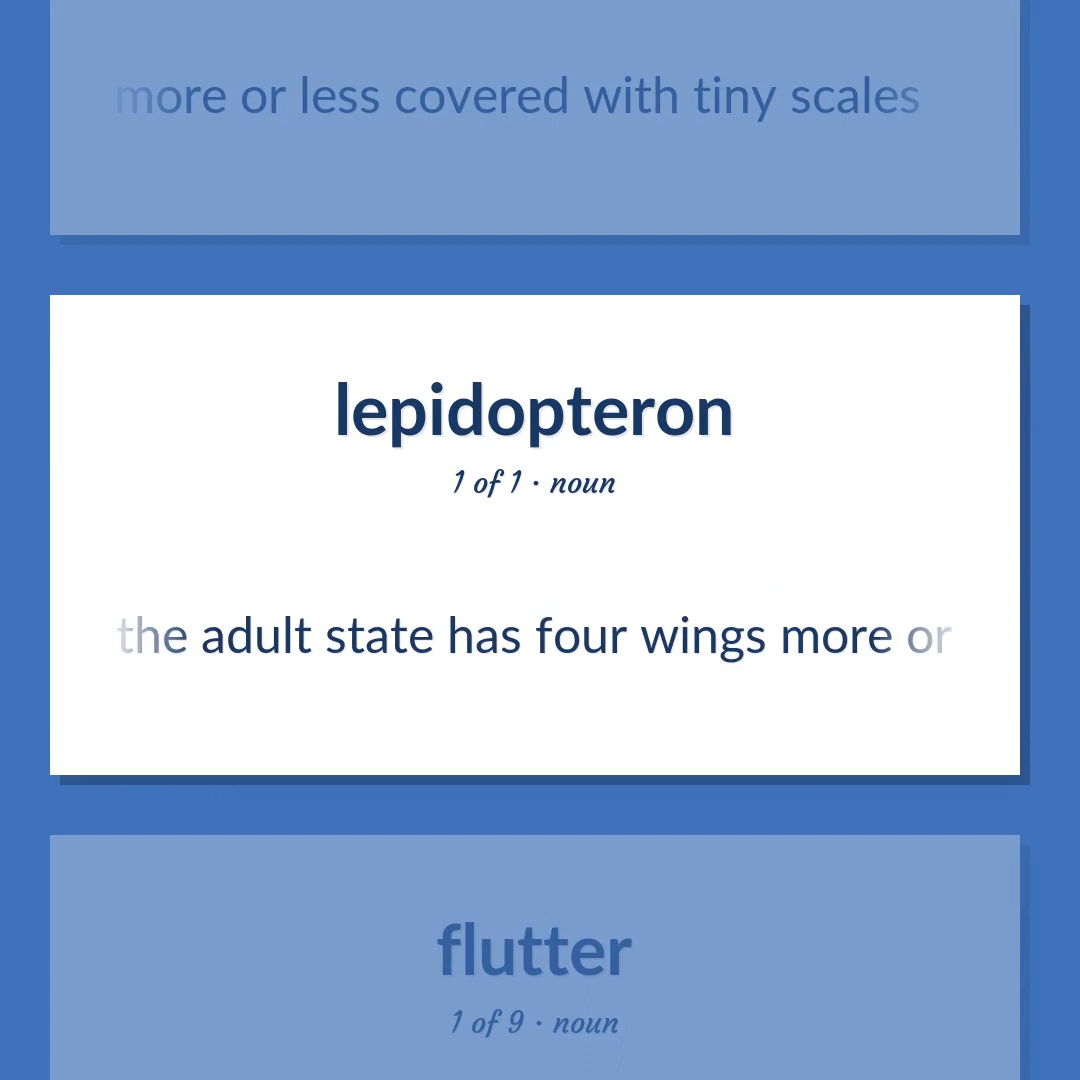 more or less covered with tiny scales
lepidopteron
1 of 1 · noun
the adult state has four wings more or
flutter
1 of 9 · noun